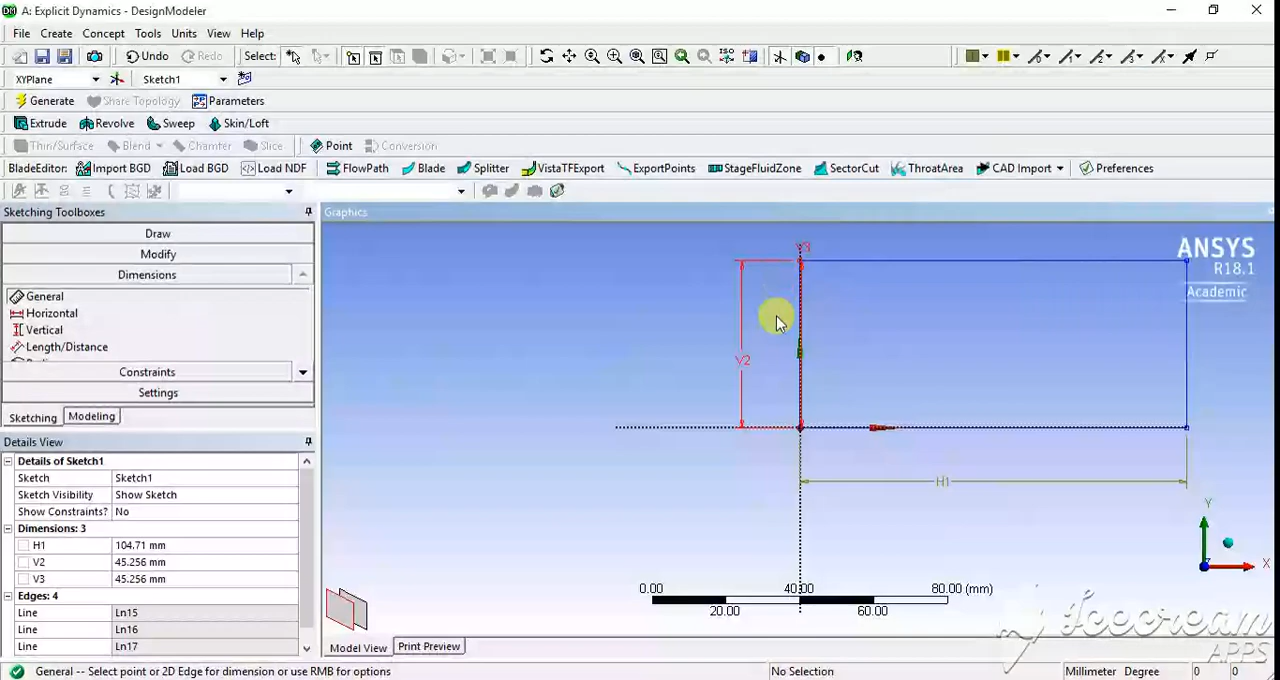 A: Explicit Dynamics - DesignModeler
File Create Concept Tools Units View Help
Undo Redo Select:
XYPlane Sketch1
Generate Share Topology Parameters
Extrude Revolve Sweep Skin/Loft
Thin/Surface Blend Chamfer Slice Point Conversion
BladeEditor: Import BGD Load BGD Load NDF FlowPath Blade Splitter VistaTFExport ExportPoints StageFluidZone SectorCut ThroatArea CAD Import Preferences
Sketching Toolboxes
Draw
Modify
Dimensions
General
Horizontal
Vertical
Length/Distance
Constraints
Settings
Sketching Modeling
Details View
Details of Sketch1
Sketch Sketch1
Sketch Visibility Show Sketch
Show Constraints? No
Dimensions: 3
H1 104.71 mm
V2 45.256 mm
V3 45.256 mm
Edges: 4
Line Ln15
Line Ln16
Line Ln17
Graphics
V3
ANSYS
R18.1
Academic
V2
H1
Y
X
0.00 40.00 80.00 (mm)
20.00 60.00
Icecream
APPS
Model View Print Preview
General -- Select point or 2D Edge for dimension or use RMB for options No Selection Millimeter Degree 0 0